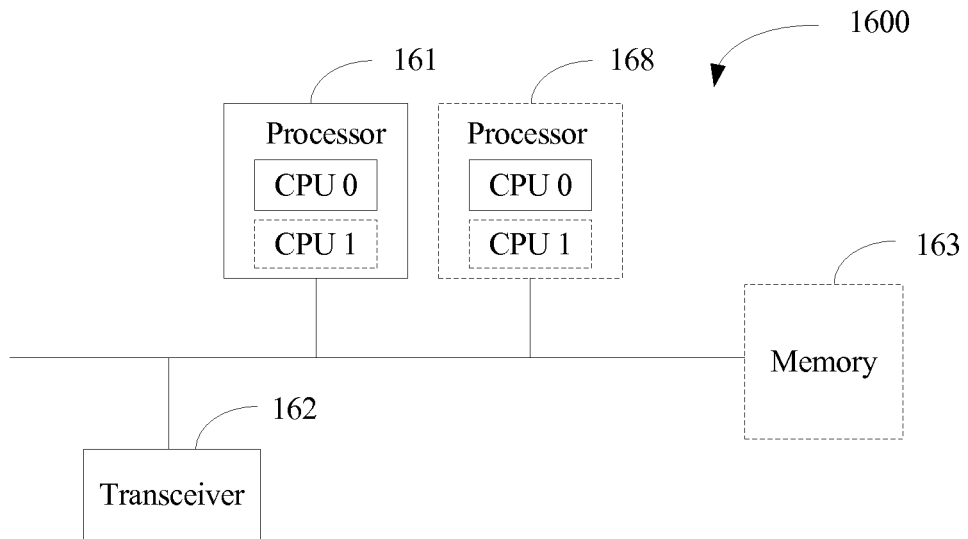 1600
161
168
Processor
Processor
CPU 0
CPU 0
CPU 1
CPU 1
163
Memory
162
Transceiver